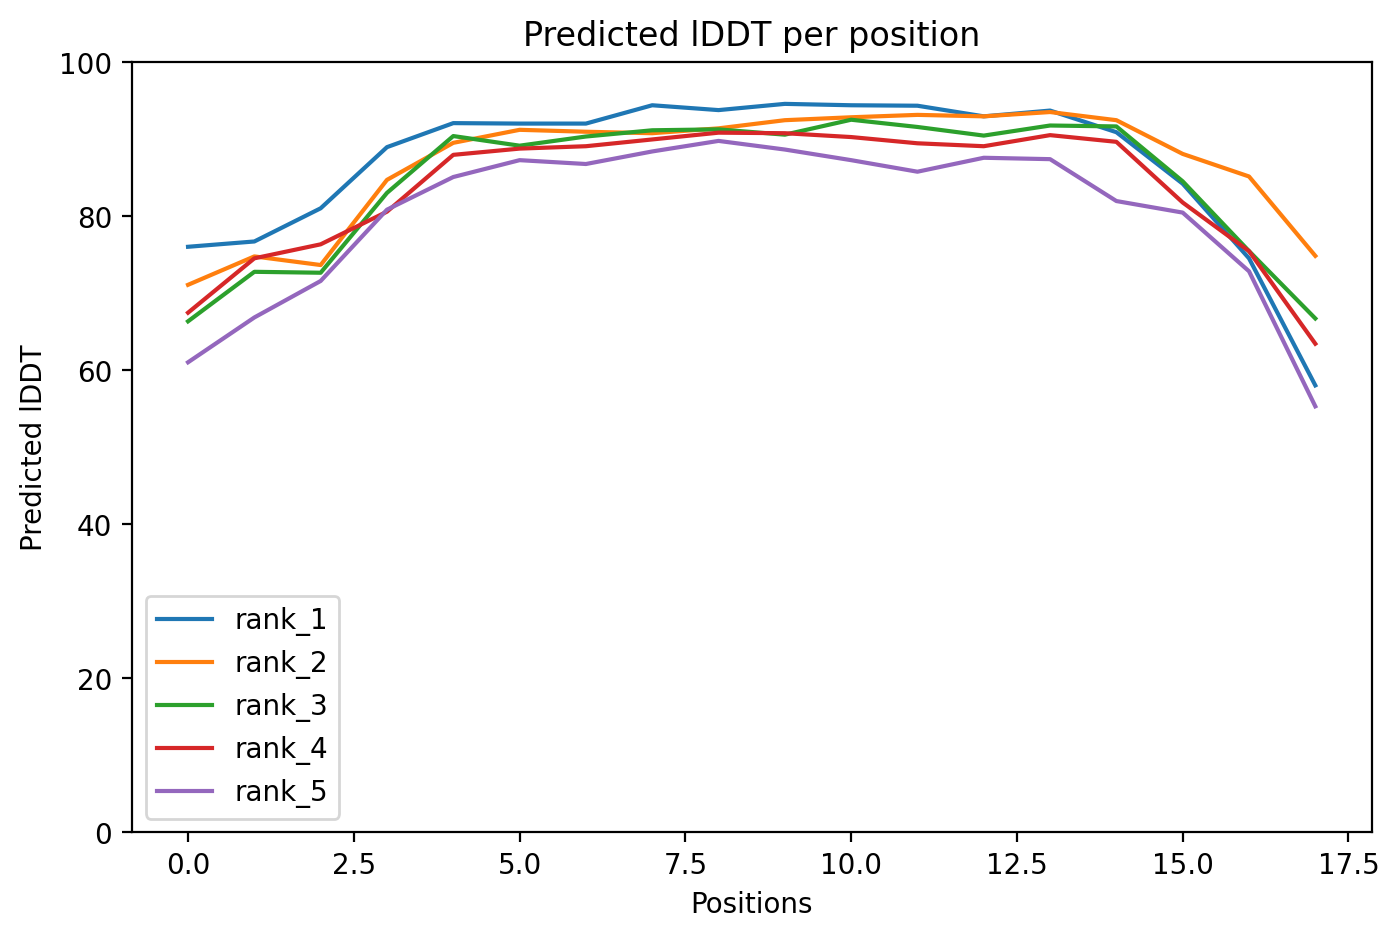 Predicted lDDT per position
100
80
60
40
20
0
Predicted lDDT
rank_1
rank_2
rank_3
rank_4
rank_5
0.0 2.5 5.0 7.5 10.0 12.5 15.0 17.5
Positions